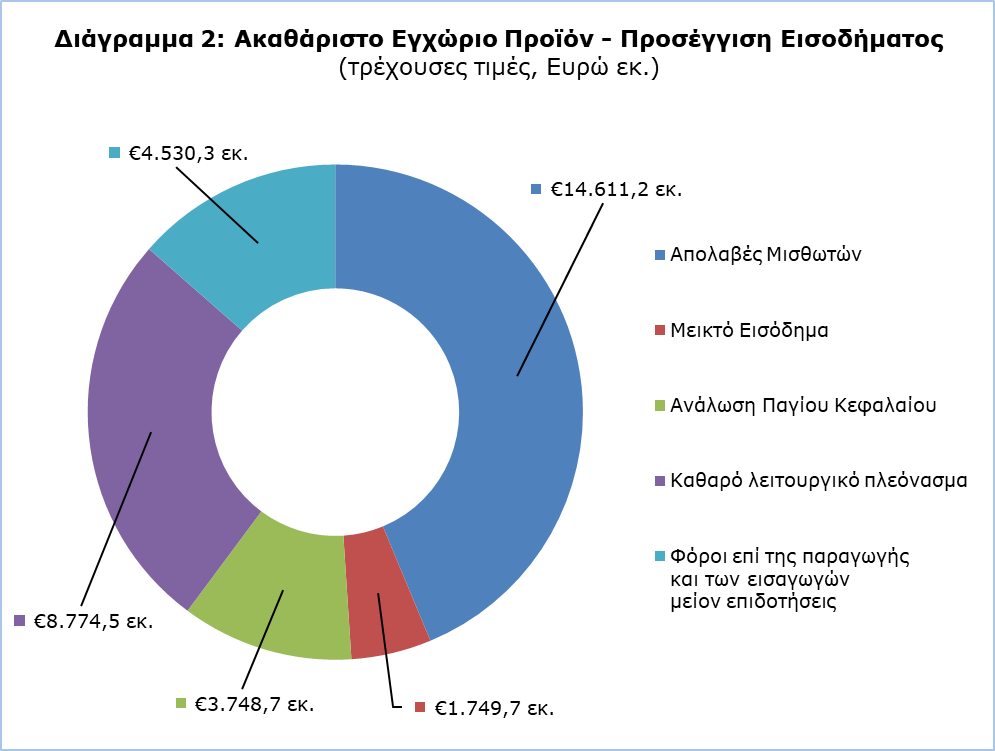 Διάγραμμα 2: Ακαθάριστο Εγχώριο Προϊόν - Προσέγγιση Εισοδήματος
(τρέχουσες τιμές, Ευρώ εκ.)
€4.530,3 εκ.
€14.611,2 εκ.
Απολαβές Μισθωτών
Μεικτό Εισόδημα
Ανάλωση Παγίου Κεφαλαίου
Καθαρό λειτουργικό πλεόνασμα
Φόροι επί της παραγωγής
και των εισαγωγών
μείον επιδοτήσεις
€8.774,5 εκ.
€3.748,7 εκ.
€1.749,7 εκ.